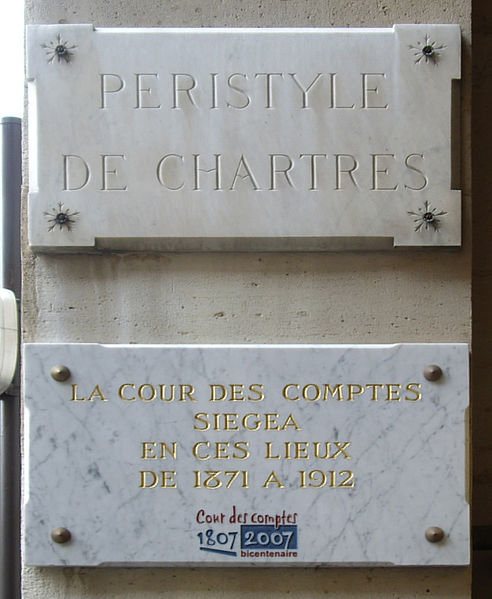 PERISTYLE
DE CHARTRES
LA COUR DES COMPTES
SIEGEA
EN CES LIEUX
DE 1871 A 1912
Cour des comptes
1807 2007
bicentenaire